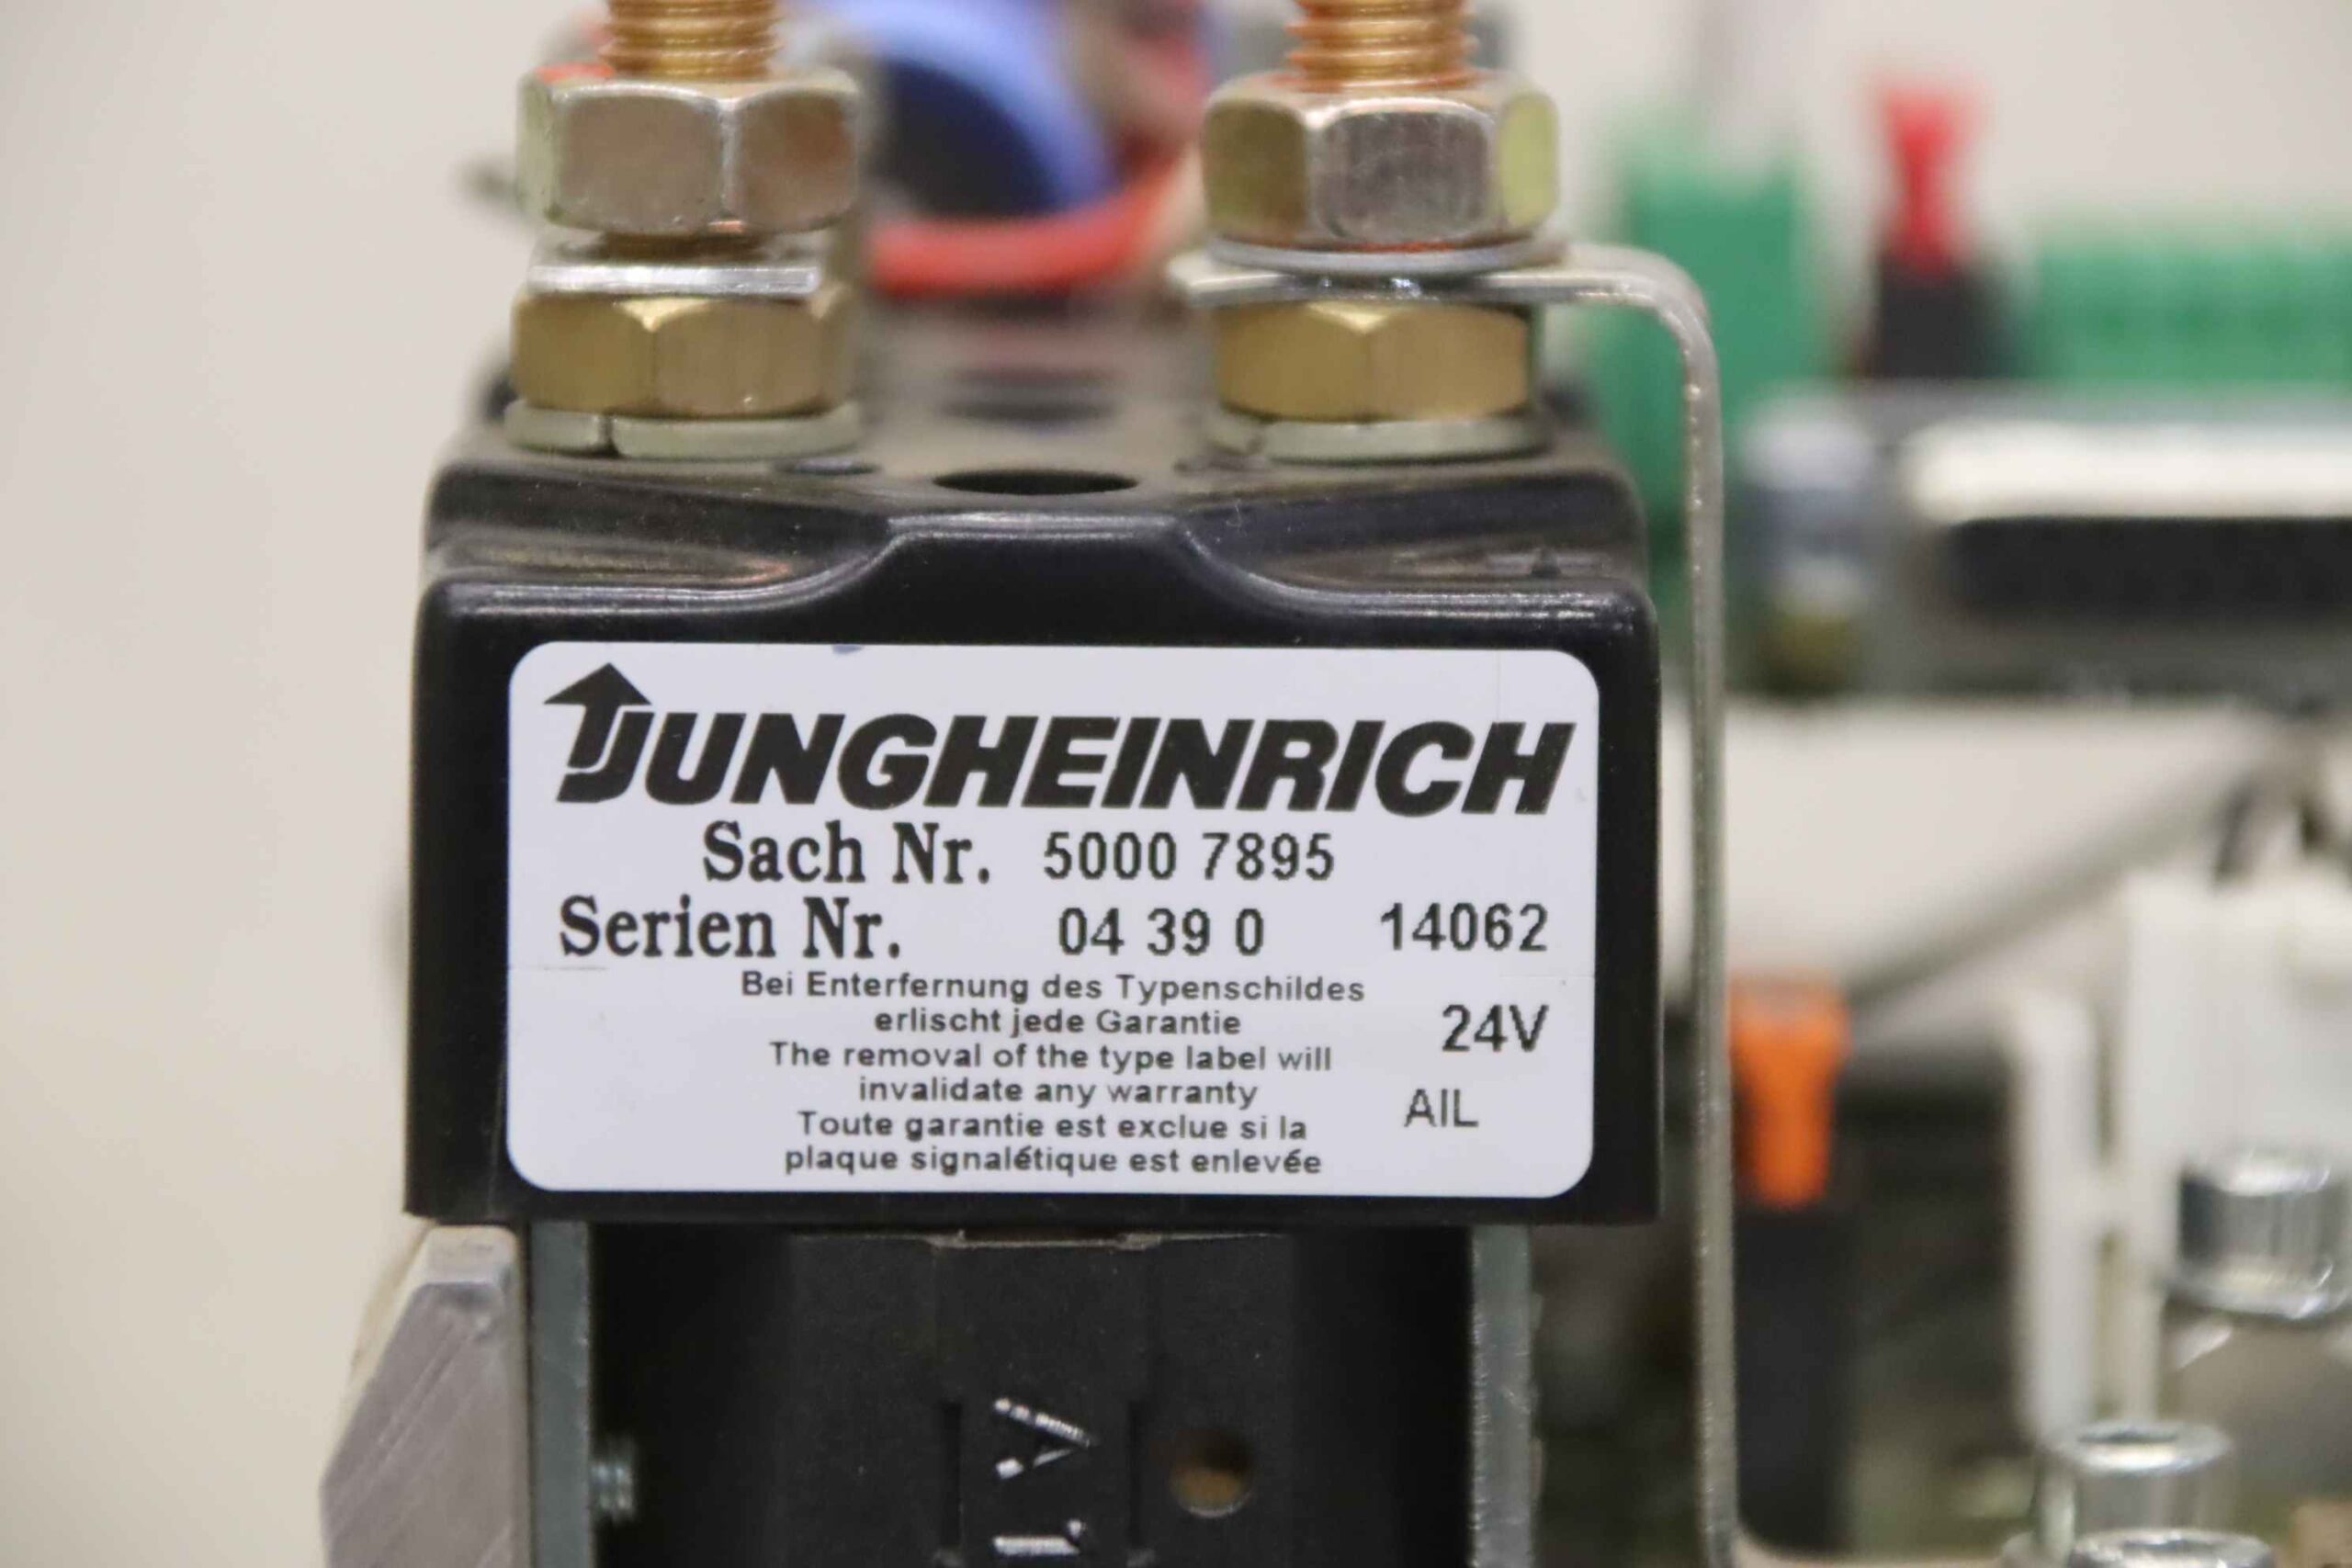 JUNGHEINRICH
Sach Nr. 5000 7895
Serien Nr. 04 39 0 14062
Bei Enterfernung des Typenschildes
erlischt jede Garantie
24V
The removal of the type label will
invalidate any warranty
AIL
Toute garantie est exclue si la
plaque signalétique est enlevée